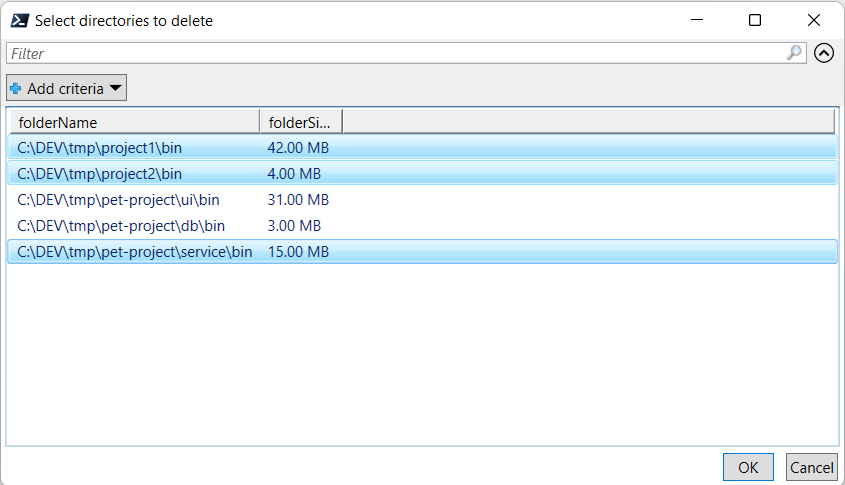 Select directories to delete
Filter
Add criteria
folderName folderSi...
C:\DEV\tmp\project1\bin 42.00 MB
C:\DEV\tmp\project2\bin 4.00 MB
C:\DEV\tmp\pet-project\ui\bin 31.00 MB
C:\DEV\tmp\pet-project\db\bin 3.00 MB
C:\DEV\tmp\pet-project\service\bin 15.00 MB
OK Cancel